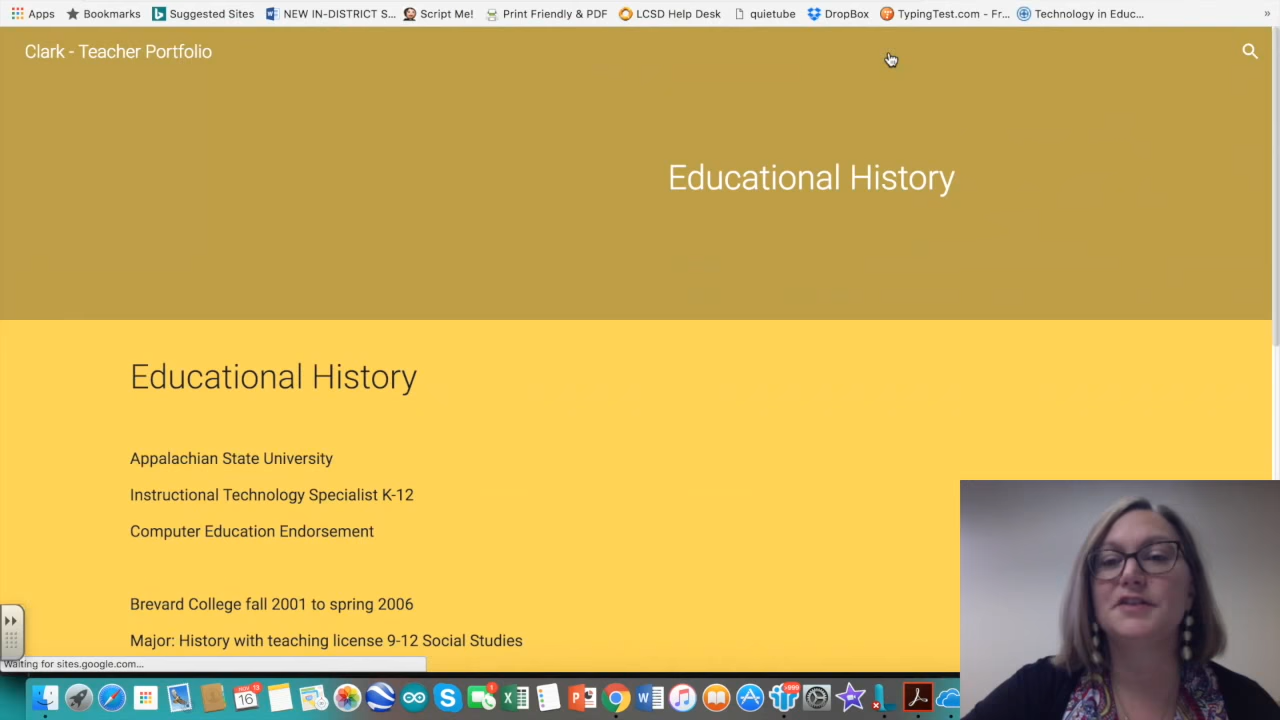 Apps Bookmarks Suggested Sites NEW IN-DISTRICT S... Script Me! Print Friendly & PDF LCSD Help Desk quietube DropBox TypingTest.com - Fr... Technology in Educ... »
Clark - Teacher Portfolio
Educational History
Educational History
Appalachian State University
Instructional Technology Specialist K-12
Computer Education Endorsement
Brevard College fall 2001 to spring 2006
Major: History with teaching license 9-12 Social Studies
Waiting for sites.google.com...